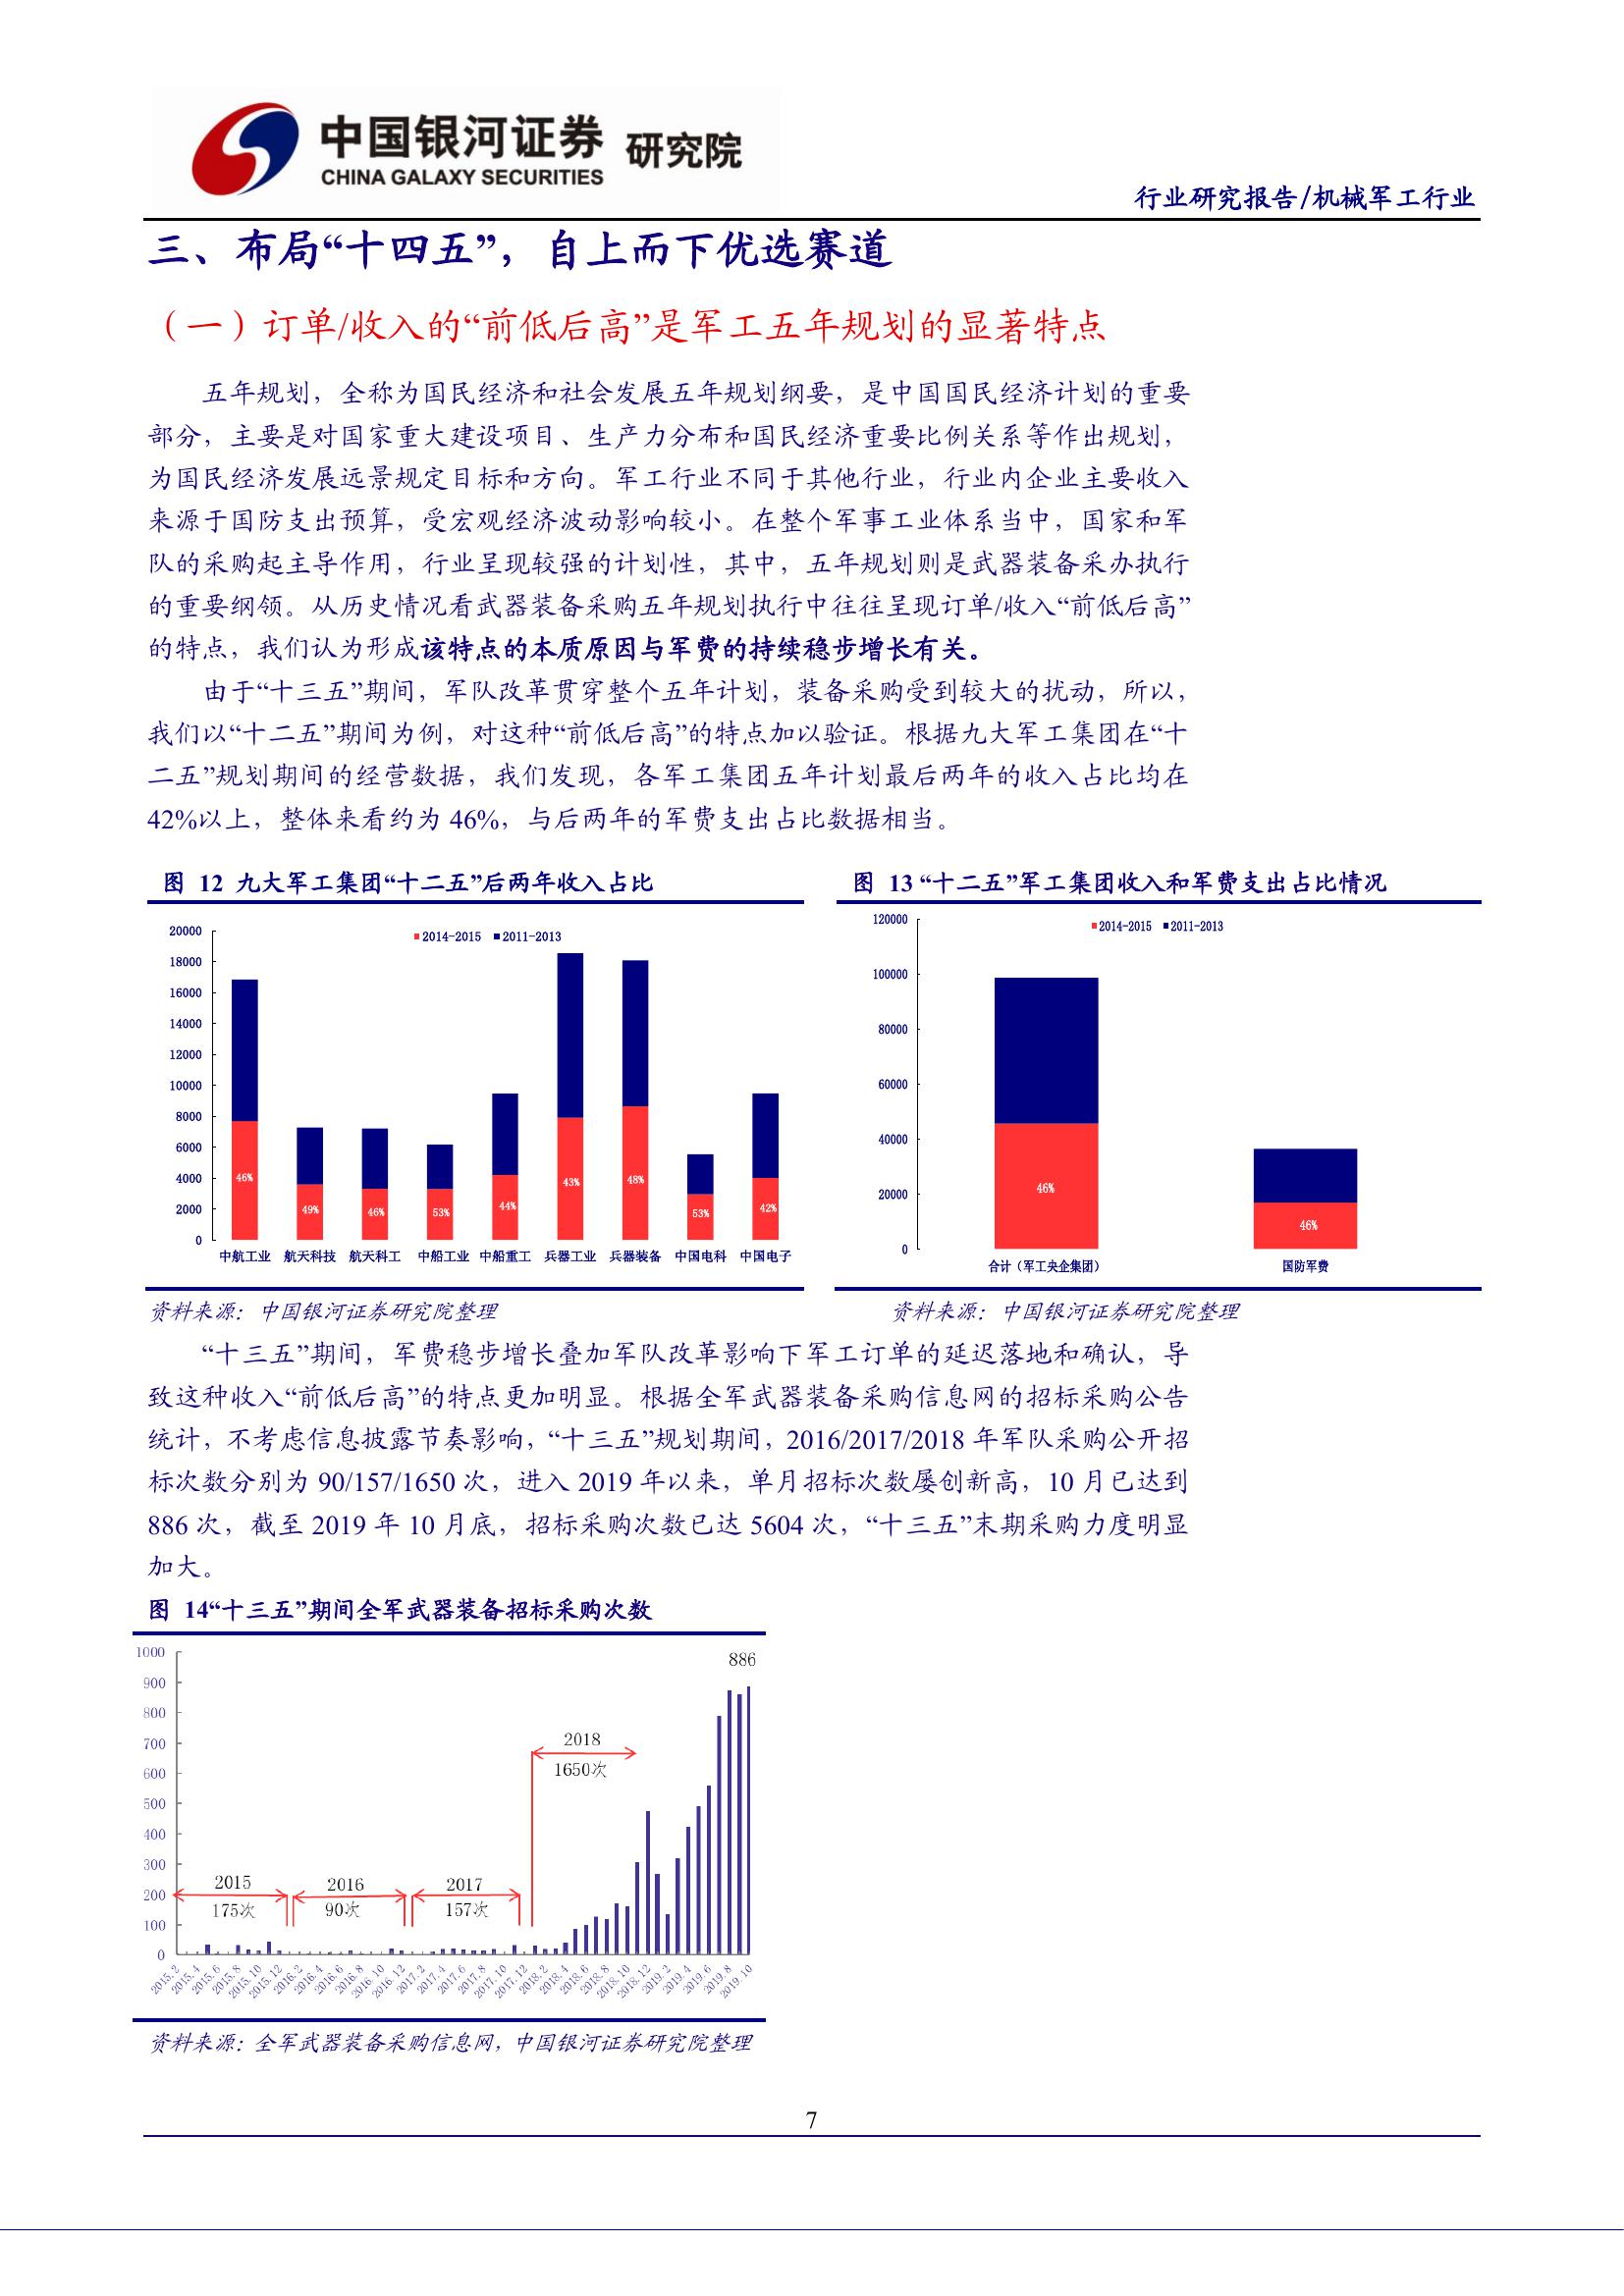 中国银河证券 研究院
CHINA GALAXY SECURITIES
行业研究报告/机械军工行业
三、布局“十四五”，自上而下优选赛道
（一）订单/收入的“前低后高”是军工五年规划的显著特点
五年规划，全称为国民经济和社会发展五年规划纲要，是中国国民经济计划的重要
部分，主要是对国家重大建设项目、生产力分布和国民经济重要比例关系等作出规划，
为国民经济发展远景规定目标和方向。军工行业不同于其他行业，行业内企业主要收入
来源于国防支出预算，受宏观经济波动影响较小。在整个军事工业体系当中，国家和军
队的采购起主导作用，行业呈现较强的计划性，其中，五年规划则是武器装备采办执行
的重要纲领。从历史情况看武器装备采购五年规划执行中往往呈现订单/收入“前低后高”
的特点，我们认为形成该特点的本质原因与军费的持续稳步增长有关。
由于“十三五”期间，军队改革贯穿整个五年计划，装备采购受到较大的扰动，所以，
我们以“十二五”期间为例，对这种“前低后高”的特点加以验证。根据九大军工集团在“十
二五”规划期间的经营数据，我们发现，各军工集团五年计划最后两年的收入占比均在
42%以上，整体来看约为 46%，与后两年的军费支出占比数据相当。
图 12 九大军工集团“十二五”后两年收入占比
2014-2015 2011-2013
20000
18000
16000
14000
12000
10000
8000
6000
4000
2000
0
46% 49% 46% 53% 44% 43% 48% 53% 42%
中航工业 航天科技 航天科工 中船工业 中船重工 兵器工业 兵器装备 中国电科 中国电子
资料来源：中国银河证券研究院整理
图 13 “十二五”军工集团收入和军费支出占比情况
2014-2015 2011-2013
120000
100000
80000
60000
40000
20000
0
46% 46%
合计（军工央企集团） 国防军费
资料来源：中国银河证券研究院整理
“十三五”期间，军费稳步增长叠加军队改革影响下军工订单的延迟落地和确认，导
致这种收入“前低后高”的特点更加明显。根据全军武器装备采购信息网的招标采购公告
统计，不考虑信息披露节奏影响，“十三五”规划期间，2016/2017/2018 年军队采购公开招
标次数分别为 90/157/1650 次，进入 2019 年以来，单月招标次数屡创新高，10 月已达到
886 次，截至 2019 年 10 月底，招标采购次数已达 5604 次，“十三五”末期采购力度明显
加大。
图 14“十三五”期间全军武器装备招标采购次数
1000
900
800
700
600
500
400
300
200
100
0
886
2018
1650次
2015
175次
2016
90次
2017
157次
2015.2 2015.4 2015.6 2015.8 2015.10 2015.12 2016.2 2016.4 2016.6 2016.8 2016.10 2016.12 2017.2 2017.4 2017.6 2017.8 2017.10 2017.12 2018.2 2018.4 2018.6 2018.8 2018.10 2018.12 2019.2 2019.4 2019.6 2019.8 2019.10
资料来源：全军武器装备采购信息网，中国银河证券研究院整理
7